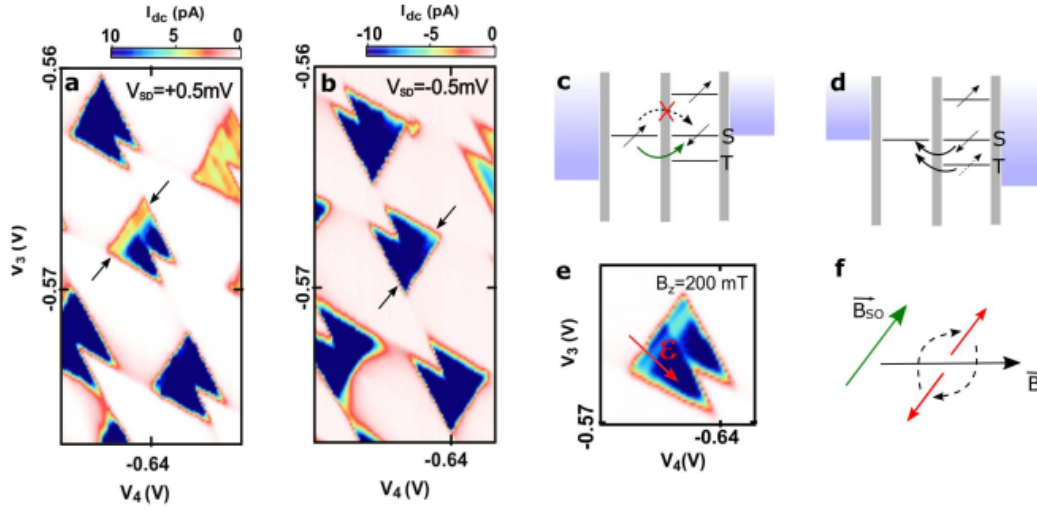 I_dc (pA)
10 5 0
a
V_SD=+0.5mV
-0.56
-0.57
V_3 (V)
-0.64
V_4 (V)
I_dc (pA)
-10 -5 0
b
V_SD=-0.5mV
-0.56
-0.57
-0.64
V_4 (V)
c
S
T
d
S
T
e
B_z=200 mT
ε
V_3 (V)
-0.57
-0.64
V_4(V)
f
B_SO
B